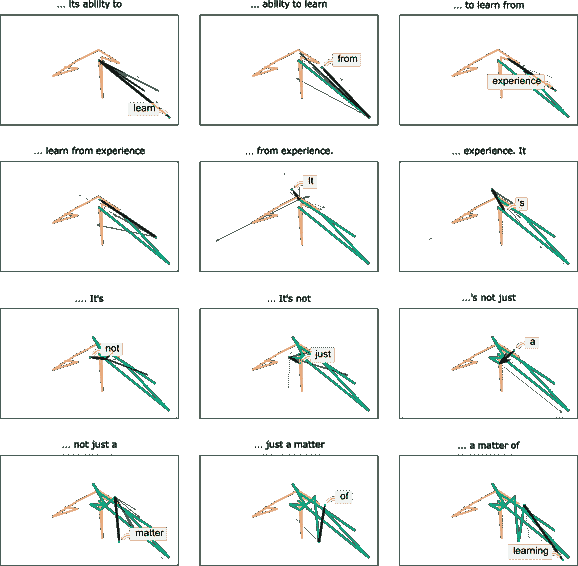 ... its ability to
... ability to learn
... to learn from
learn
from
experience
... learn from experience
... from experience.
... experience. It
It
's
.... It's
... It's not
...'s not just
not
just
a
... not just a
... just a matter
... a matter of
matter
of
learning